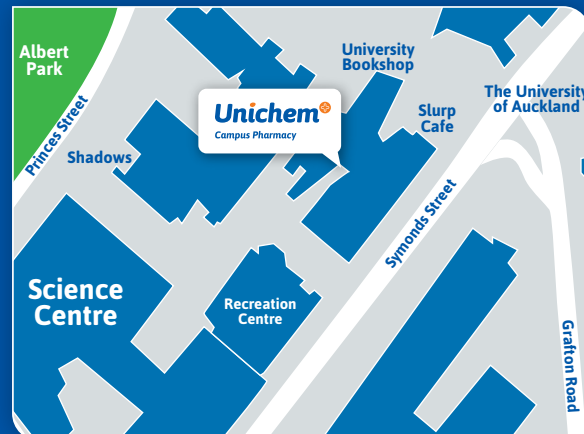 Albert
Park
Princes Street
Shadows
University
Bookshop
Unichem
Campus Pharmacy
Slurp
Cafe
The University
of Auckland
Symonds Street
Science
Centre
Recreation
Centre
Grafton Road